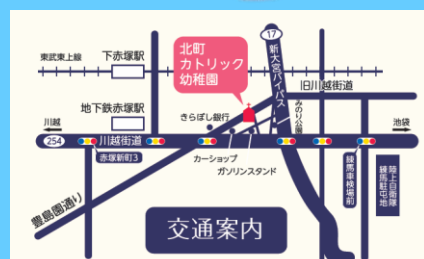 東武東上線
下赤塚駅
北町
カトリック
幼稚園
17
新大宮バイパス
旧川越街道
みのり公園
地下鉄赤塚駅
きらぼし銀行
川越
池袋
254
川越街道
赤塚新町3
カーショップ
ガソリンスタンド
練馬車検場前
陸上自衛隊
練馬駐屯地
豊島園通り
交通案内